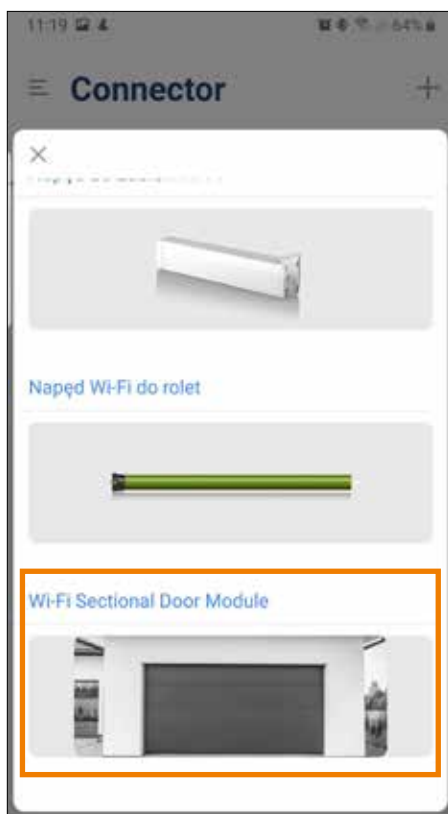 11:19
64%
Connector
Napęd Wi-Fi do rolet
Wi-Fi Sectional Door Module